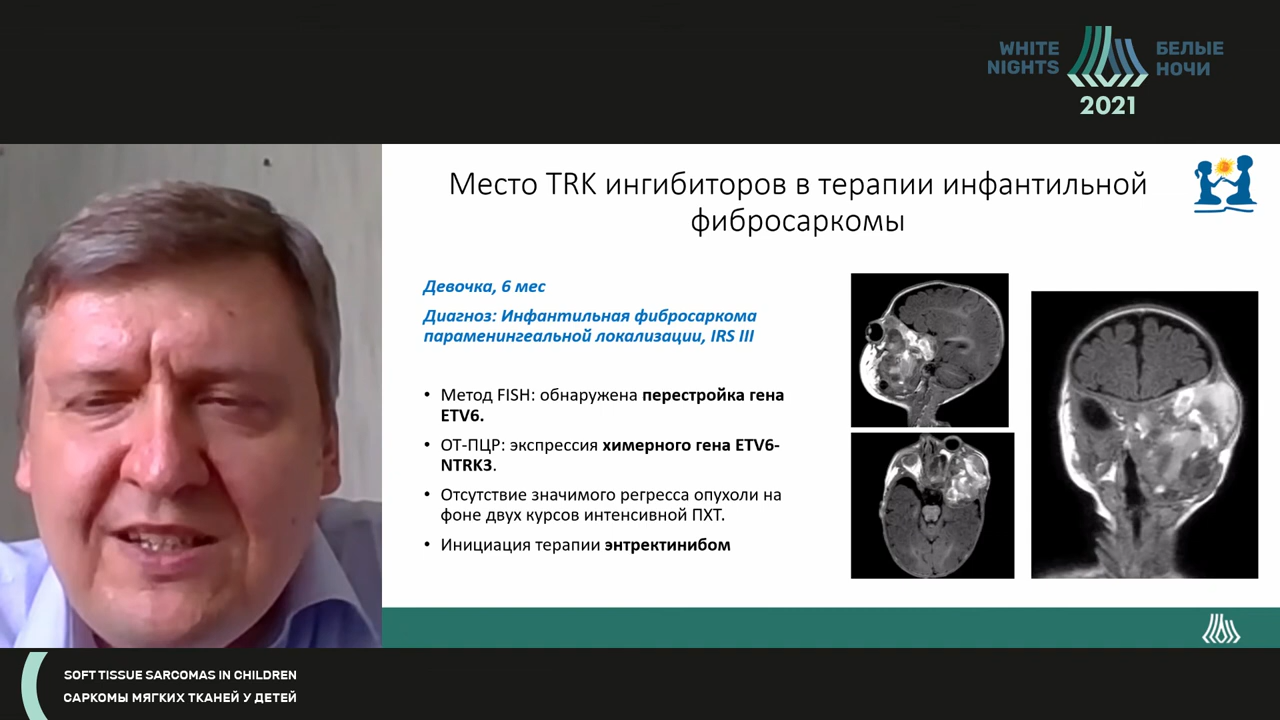 WHITE
NIGHTS
БЕЛЫЕ
НОЧИ
2021
Место TRK ингибиторов в терапии инфантильной
фибросаркомы
Девочка, 6 мес
Диагноз: Инфантильная фибросаркома
параменингеальной локализации, IRS III
• Метод FISH: обнаружена перестройка гена
ETV6.
• ОТ-ПЦР: экспрессия химерного гена ETV6-
NTRK3.
• Отсутствие значимого регресса опухоли на
фоне двух курсов интенсивной ПХТ.
• Инициация терапии энтректинибом
SOFT TISSUE SARCOMAS IN CHILDREN
САРКОМЫ МЯГКИХ ТКАНЕЙ У ДЕТЕЙ